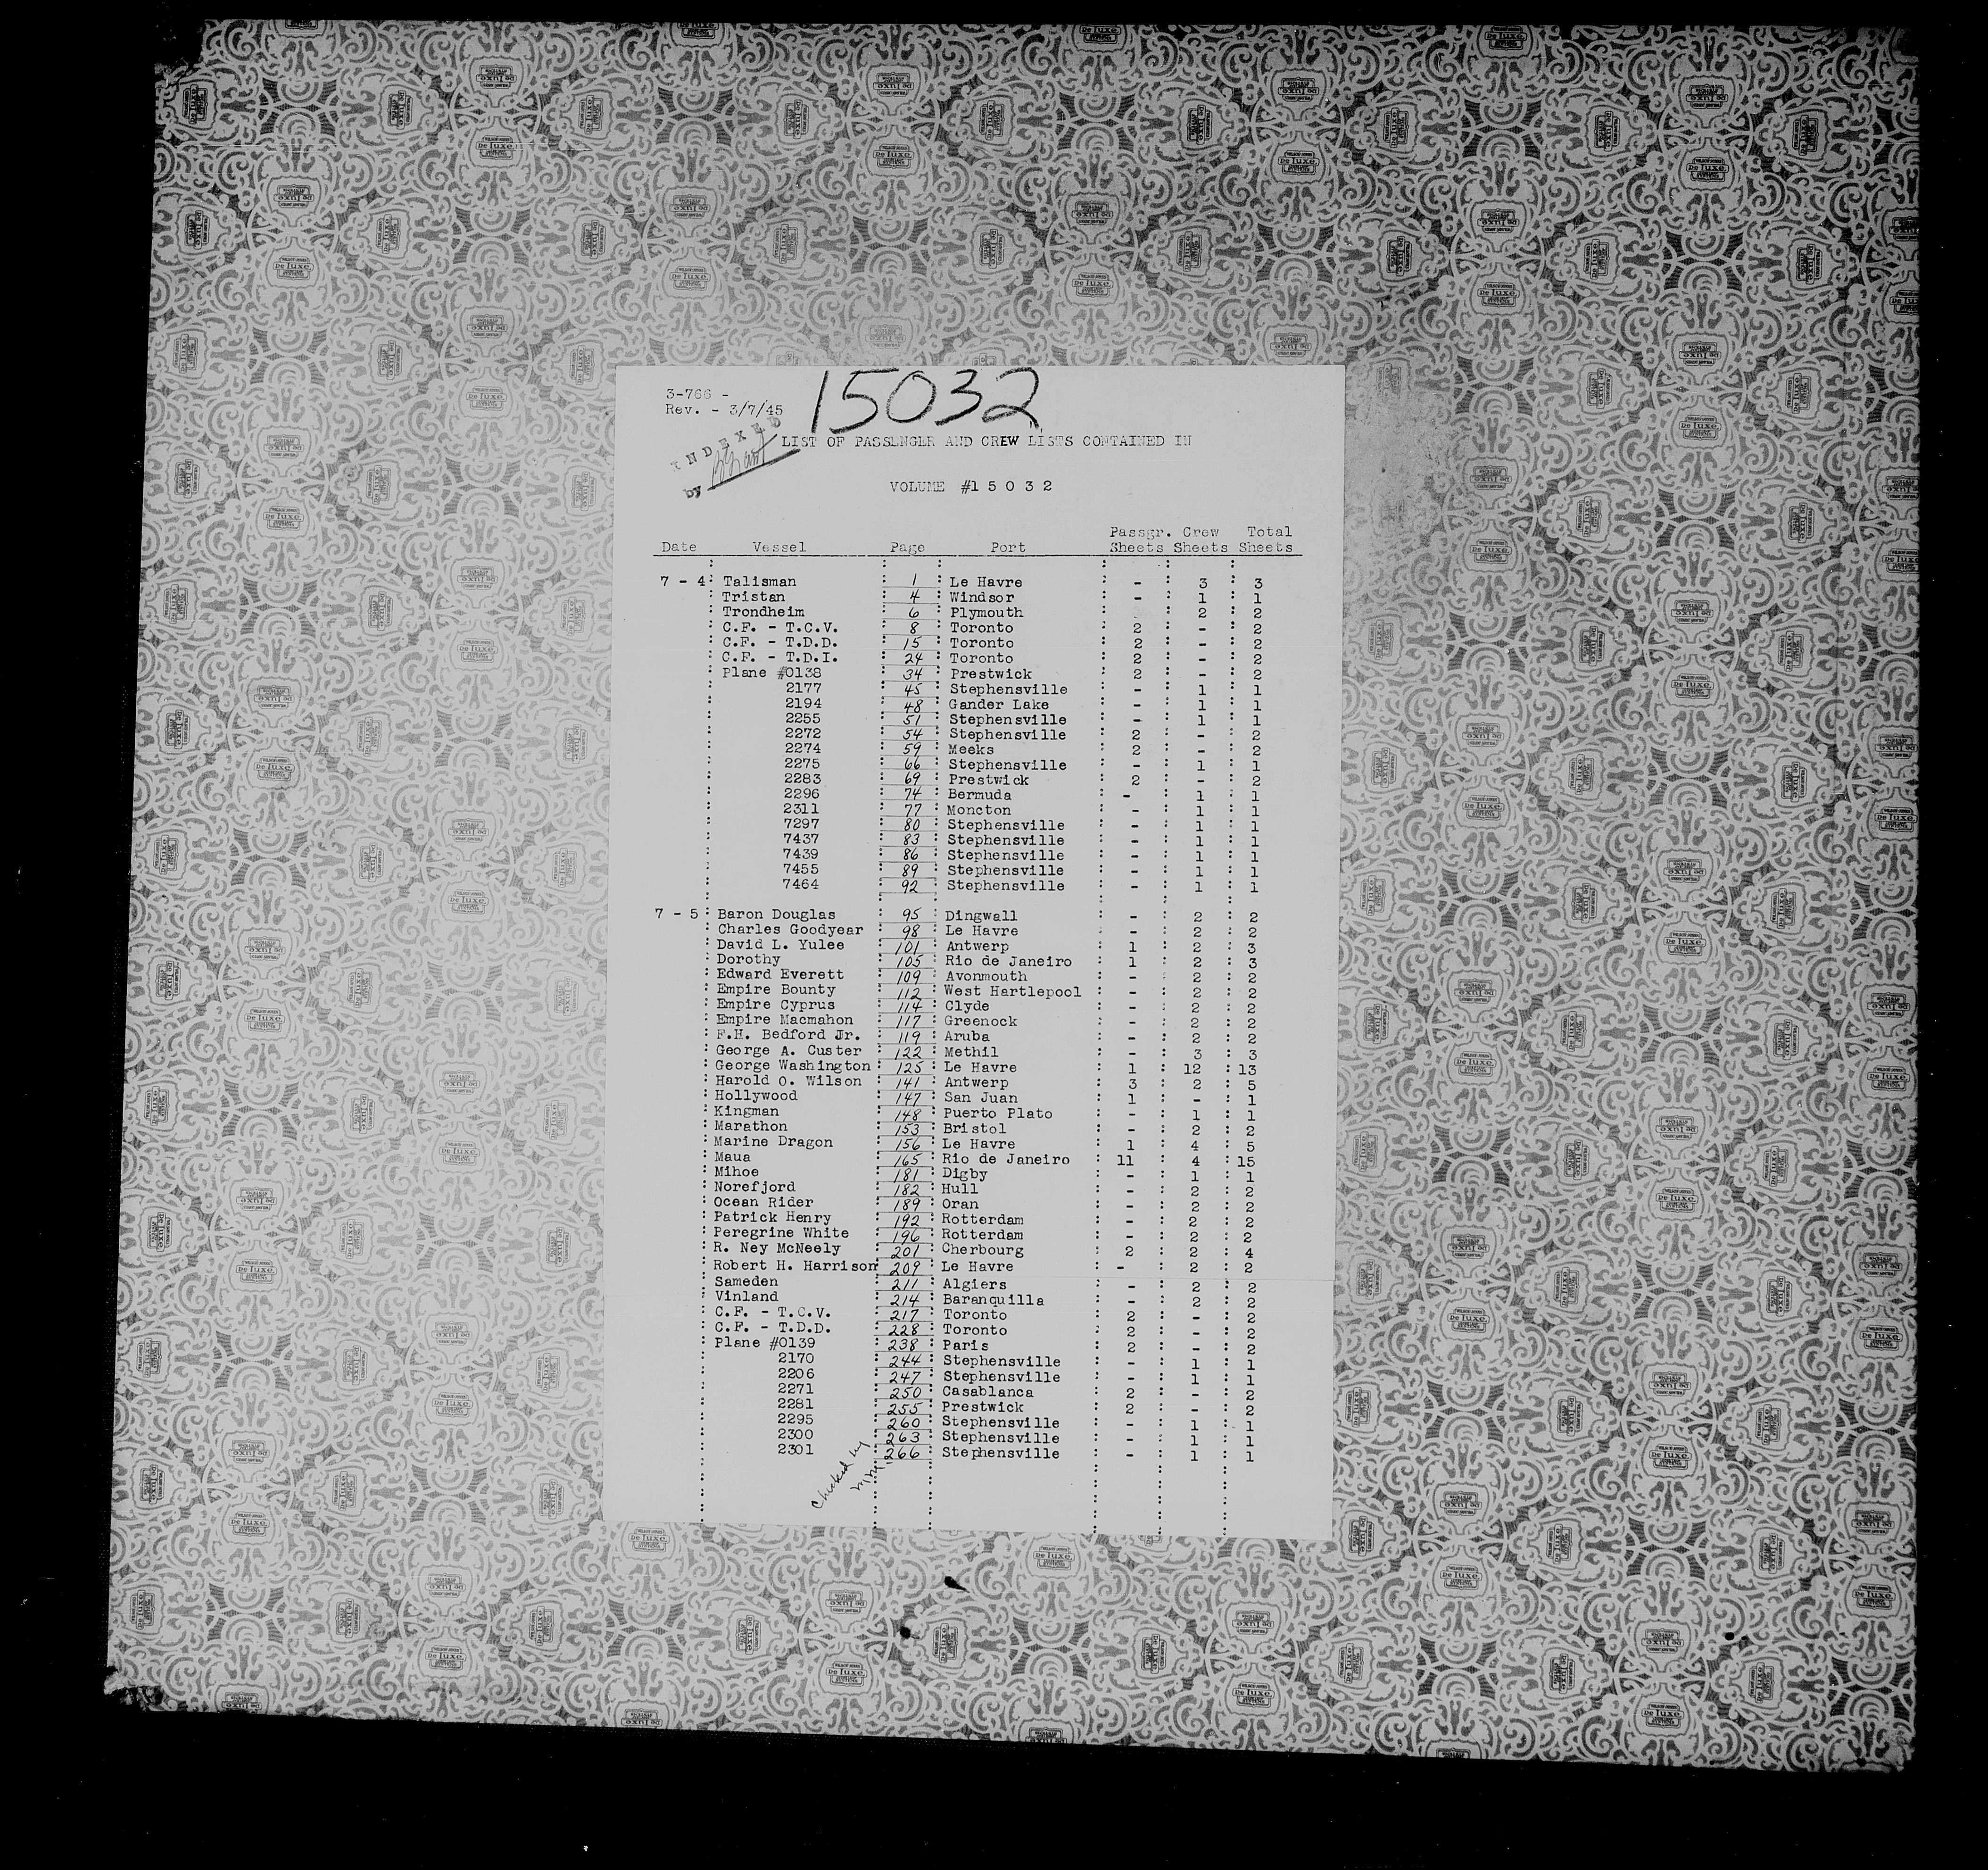 15032
3-766 -
Rev. - 3/7/45
INDEXED
by
LIST OF PASSENGER AND CREW LISTS CONTAINED IN
VOLUME #1 5 0 3 2
Passgr. Crew Total
Date Vessel Page Port Sheets Sheets Sheets
7 - 4: Talisman : 1 : Le Havre : - : 3 : 3
: Tristan : 4 : Windsor : - : 1 : 1
: Trondheim : 6 : Plymouth : : 2 : 2
: C.F. - T.C.V. : 8 : Toronto : 2 : - : 2
: C.F. - T.D.D. : 15 : Toronto : 2 : - : 2
: C.F. - T.D.I. : 24 : Toronto : 2 : - : 2
: Plane #0138 : 34 : Prestwick : 2 : - : 2
: 2177 : 45 : Stephensville : - : 1 : 1
: 2194 : 48 : Gander Lake : - : 1 : 1
: 2255 : 51 : Stephensville : - : 1 : 1
: 2272 : 54 : Stephensville : 2 : - : 2
: 2274 : 59 : Meeks : 2 : - : 2
: 2275 : 66 : Stephensville : - : 1 : 1
: 2283 : 69 : Prestwick : 2 : - : 2
: 2296 : 74 : Bermuda : - : 1 : 1
: 2311 : 77 : Moncton : - : 1 : 1
: 7297 : 80 : Stephensville : - : 1 : 1
: 7437 : 83 : Stephensville : - : 1 : 1
: 7439 : 86 : Stephensville : - : 1 : 1
: 7455 : 89 : Stephensville : - : 1 : 1
: 7464 : 92 : Stephensville : - : 1 : 1
7 - 5: Baron Douglas : 95 : Dingwall : - : 2 : 2
: Charles Goodyear : 98 : Le Havre : - : 2 : 2
: David L. Yulee : 101 : Antwerp : 1 : 2 : 3
: Dorothy : 105 : Rio de Janeiro : 1 : 2 : 3
: Edward Everett : 109 : Avonmouth : - : 2 : 2
: Empire Bounty : 112 : West Hartlepool : - : 2 : 2
: Empire Cyprus : 114 : Clyde : - : 2 : 2
: Empire Macmahon : 117 : Greenock : - : 2 : 2
: F.H. Bedford Jr. : 119 : Aruba : - : 2 : 2
: George A. Custer : 122 : Methil : - : 3 : 3
: George Washington : 125 : Le Havre : 1 : 12 : 13
: Harold O. Wilson : 141 : Antwerp : 3 : 2 : 5
: Hollywood : 147 : San Juan : 1 : - : 1
: Kingman : 148 : Puerto Plato : - : 1 : 1
: Marathon : 153 : Bristol : - : 2 : 2
: Marine Dragon : 156 : Le Havre : 1 : 4 : 5
: Maua : 165 : Rio de Janeiro : 11 : 4 : 15
: Mihoe : 181 : Digby : - : 1 : 1
: Norefjord : 182 : Hull : - : 2 : 2
: Ocean Rider : 189 : Oran : - : 2 : 2
: Patrick Henry : 192 : Rotterdam : - : 2 : 2
: Peregrine White : 196 : Rotterdam : - : 2 : 2
: R. Ney McNeely : 201 : Cherbourg : 2 : 2 : 4
: Robert H. Harrison : 209 : Le Havre : - : 2 : 2
: Sameden : 211 : Algiers : - : 2 : 2
: Vinland : 214 : Baranquilla : - : 2 : 2
: C.F. - T.C.V. : 217 : Toronto : 2 : - : 2
: C.F. - T.D.D. : 228 : Toronto : 2 : - : 2
: Plane #0139 : 238 : Paris : 2 : - : 2
: 2170 : 244 : Stephensville : - : 1 : 1
: 2206 : 247 : Stephensville : - : 1 : 1
: 2271 : 250 : Casablanca : 2 : - : 2
: 2281 : 255 : Prestwick : 2 : - : 2
: 2295 : 260 : Stephensville : - : 1 : 1
: 2300 : 263 : Stephensville : - : 1 : 1
: 2301 : 266 : Stephensville : - : 1 : 1
Checked by
De luxe